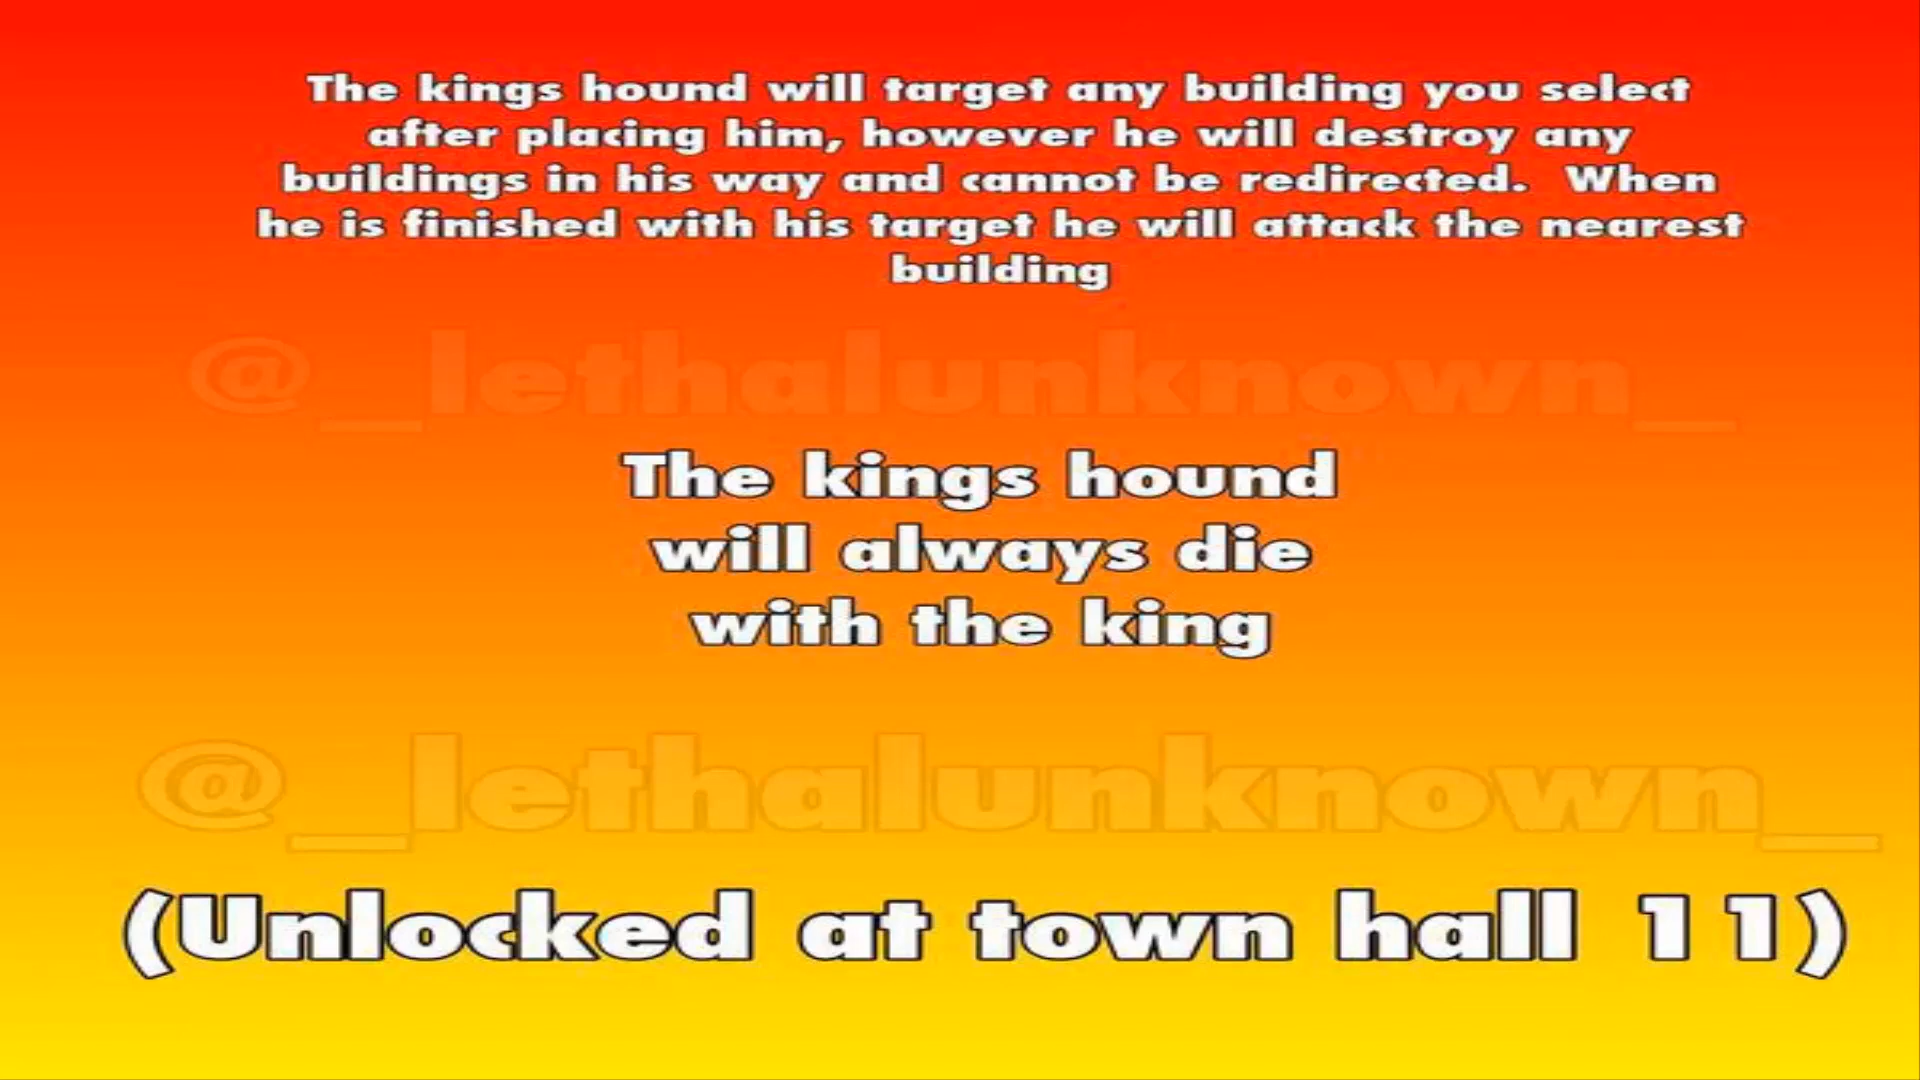 The kings hound will target any building you select
after placing him, however he will destroy any
buildings in his way and cannot be redirected.  When
he is finished with his target he will attack the nearest
building
@_lethalunknown_
The kings hound
will always die
with the king
@_lethalunknown_
(Unlocked at town hall 11)